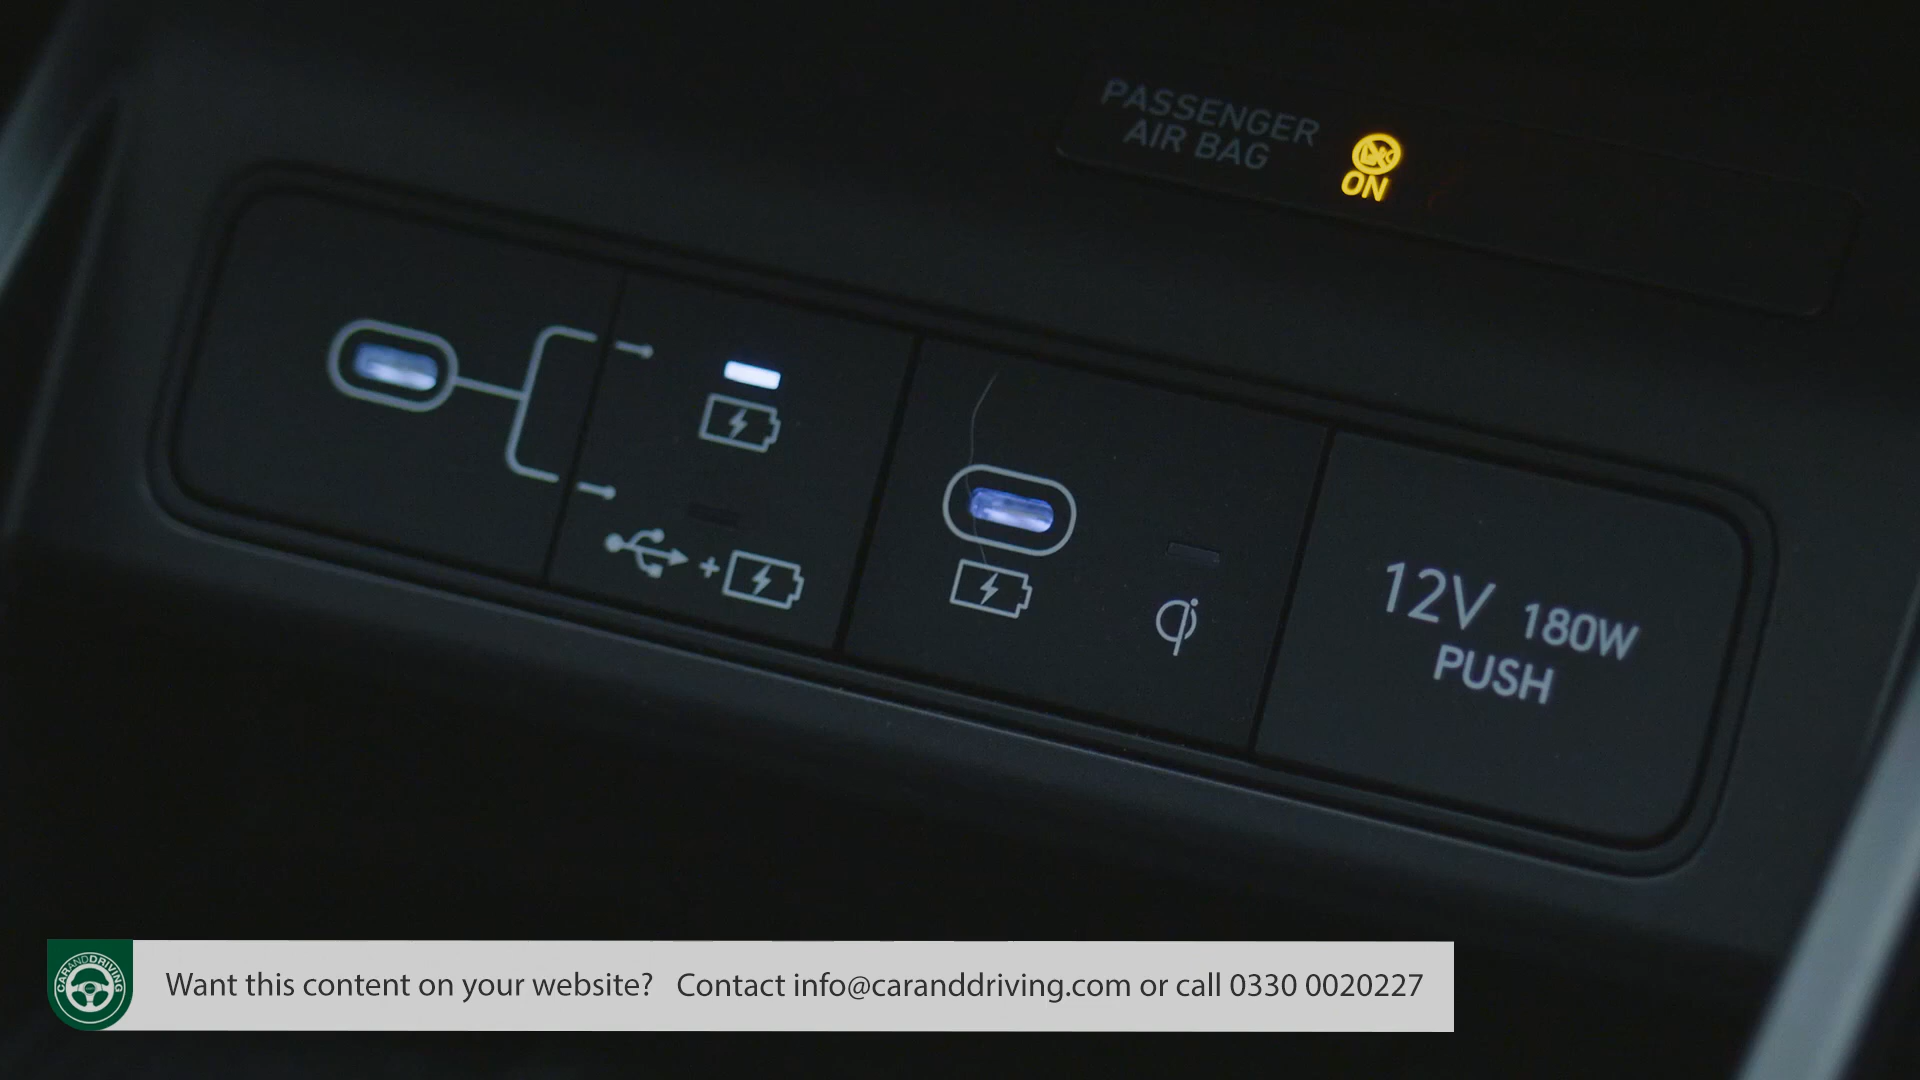 PASSENGER
AIR BAG
ON
12V 180W
PUSH
CARANDDRIVING
Want this content on your website? Contact info@caranddriving.com or call 0330 0020227